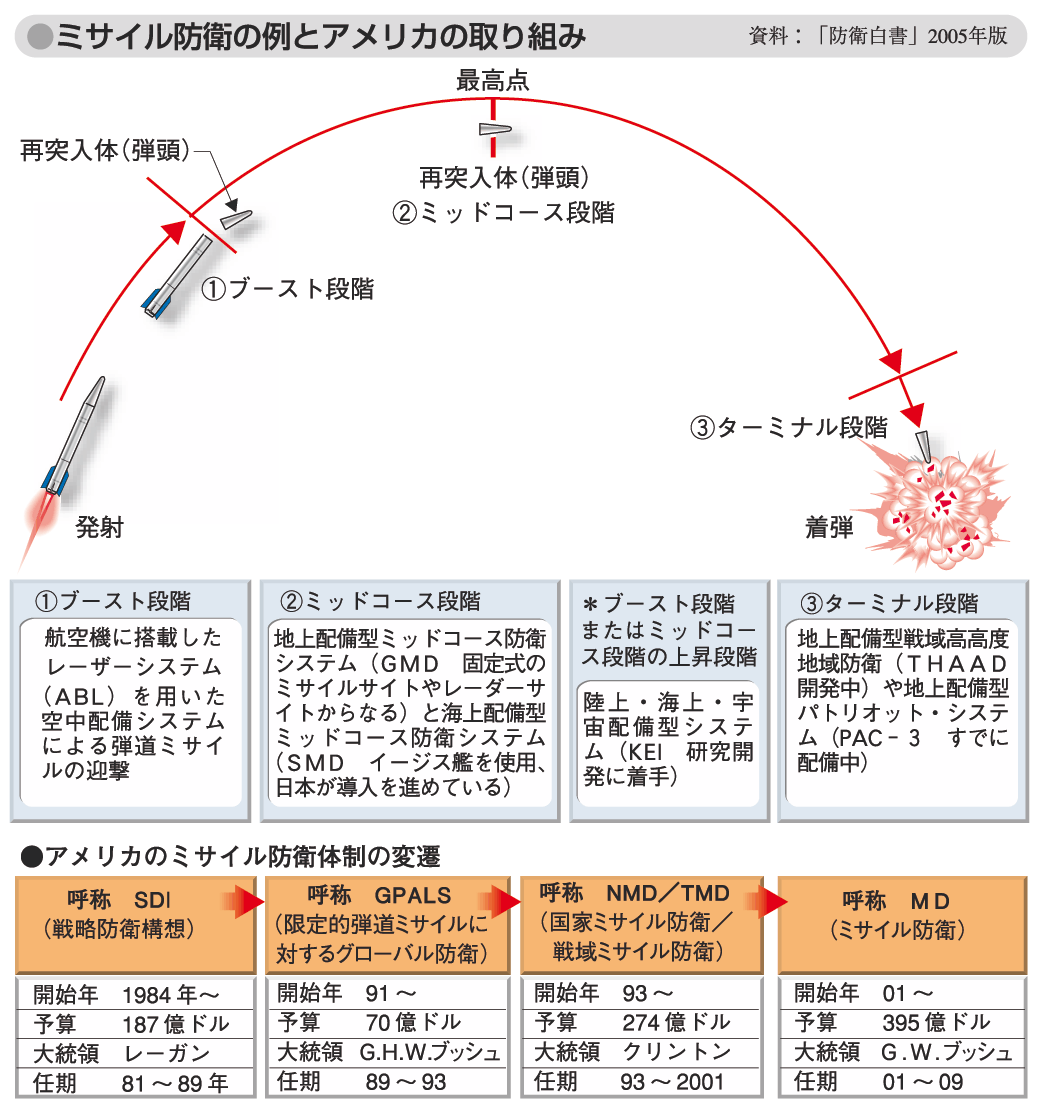 ●ミサイル防衛の例とアメリカの取り組み 資料：「防衛白書」2005年版
最高点
再突入体(弾頭)
再突入体(弾頭)
②ミッドコース段階
①ブースト段階
③ターミナル段階
発射
着弾
①ブースト段階
航空機に搭載した
レーザーシステム
(ABL) を用いた
空中配備システム
による弾道ミサイ
ルの迎撃
②ミッドコース段階
地上配備型ミッドコース防衛
システム（GMD 固定式の
ミサイルサイトやレーダーサ
イトからなる）と海上配備型
ミッドコース防衛システム
（SMD イージス艦を使用、
日本が導入を進めている）
＊ブースト段階
またはミッドコー
ス段階の上昇段階
陸上・海上・宇
宙配備型システ
ム（KEI 研究開
発に着手）
③ターミナル段階
地上配備型戦域高高度
地域防衛（THAAD
開発中）や地上配備型
パトリオット・システ
ム（PAC－3 すでに
配備中）
●アメリカのミサイル防衛体制の変遷
呼称 SDI
（戦略防衛構想）
開始年 1984年～
予算 187億ドル
大統領 レーガン
任期 81～89年
呼称 GPALS
（限定的弾道ミサイルに
対するグローバル防衛）
開始年 91～
予算 70億ドル
大統領 G.H.W.ブッシュ
任期 89～93
呼称 NMD／TMD
（国家ミサイル防衛／
戦域ミサイル防衛）
開始年 93～
予算 274億ドル
大統領 クリントン
任期 93～2001
呼称 MD
（ミサイル防衛）
開始年 01～
予算 395億ドル
大統領 G.W.ブッシュ
任期 01～09